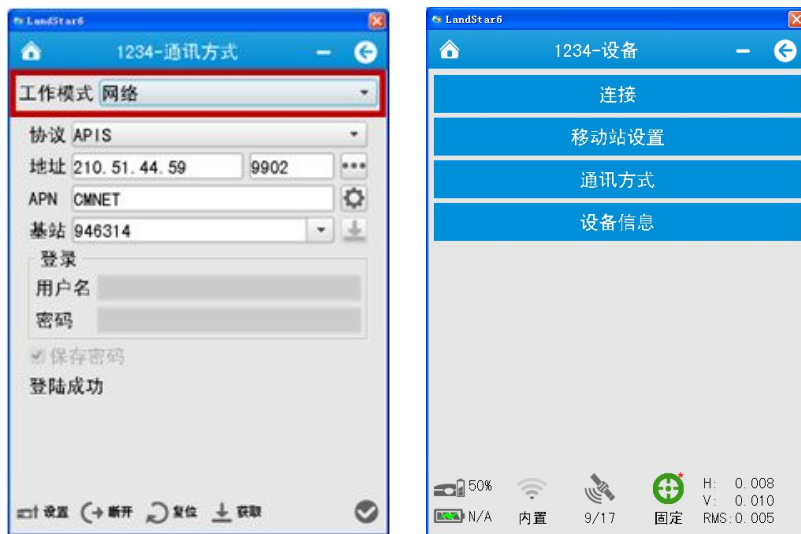 LandStar6
1234-通讯方式
工作模式 网络
协议 APIS
地址 210. 51. 44. 59 9902
APN CMNET
基站 946314
登录
用户名
密码
保存密码
登陆成功
设置 断开 复位 获取
LandStar6
1234-设备
连接
移动站设置
通讯方式
设备信息
50%
H: 0. 008
V: 0. 010
N/A 内置 9/17 固定 RMS: 0. 005